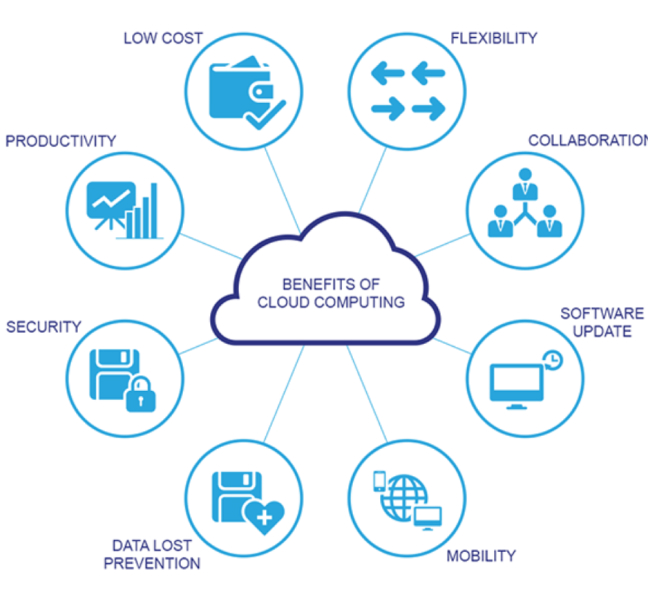 LOW COST
FLEXIBILITY
PRODUCTIVITY
COLLABORATION
BENEFITS OF
CLOUD COMPUTING
SECURITY
SOFTWARE
UPDATE
DATA LOST
PREVENTION
MOBILITY